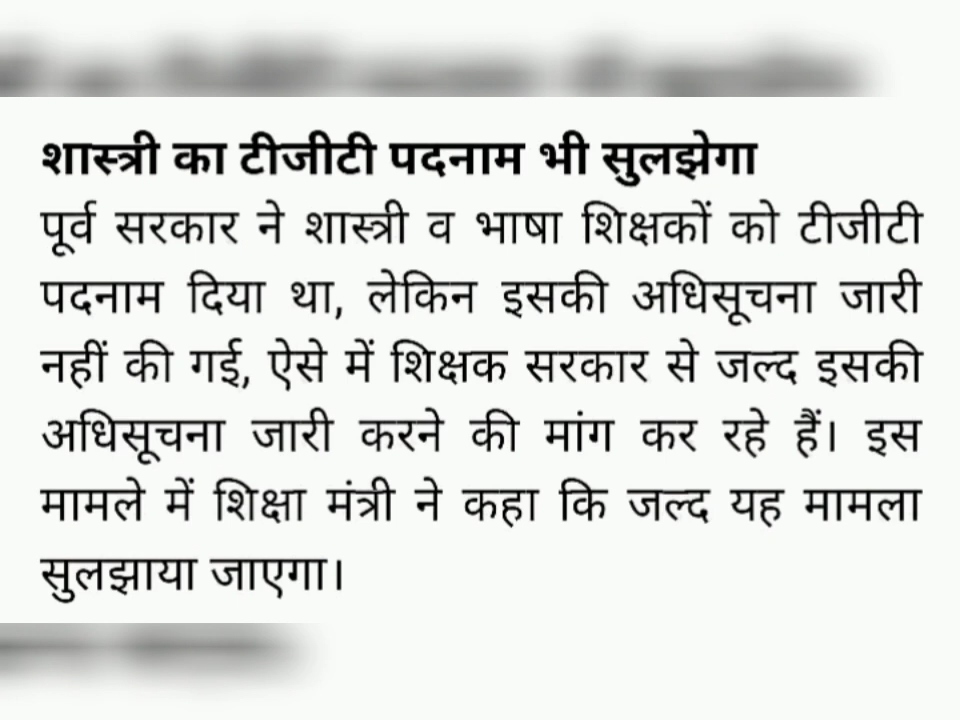 शास्त्री का टीजीटी पदनाम भी सुलझेगा
पूर्व सरकार ने शास्त्री व भाषा शिक्षकों को टीजीटी
पदनाम दिया था, लेकिन इसकी अधिसूचना जारी
नहीं की गई, ऐसे में शिक्षक सरकार से जल्द इसकी
अधिसूचना जारी करने की मांग कर रहे हैं। इस
मामले में शिक्षा मंत्री ने कहा कि जल्द यह मामला
सुलझाया जाएगा।